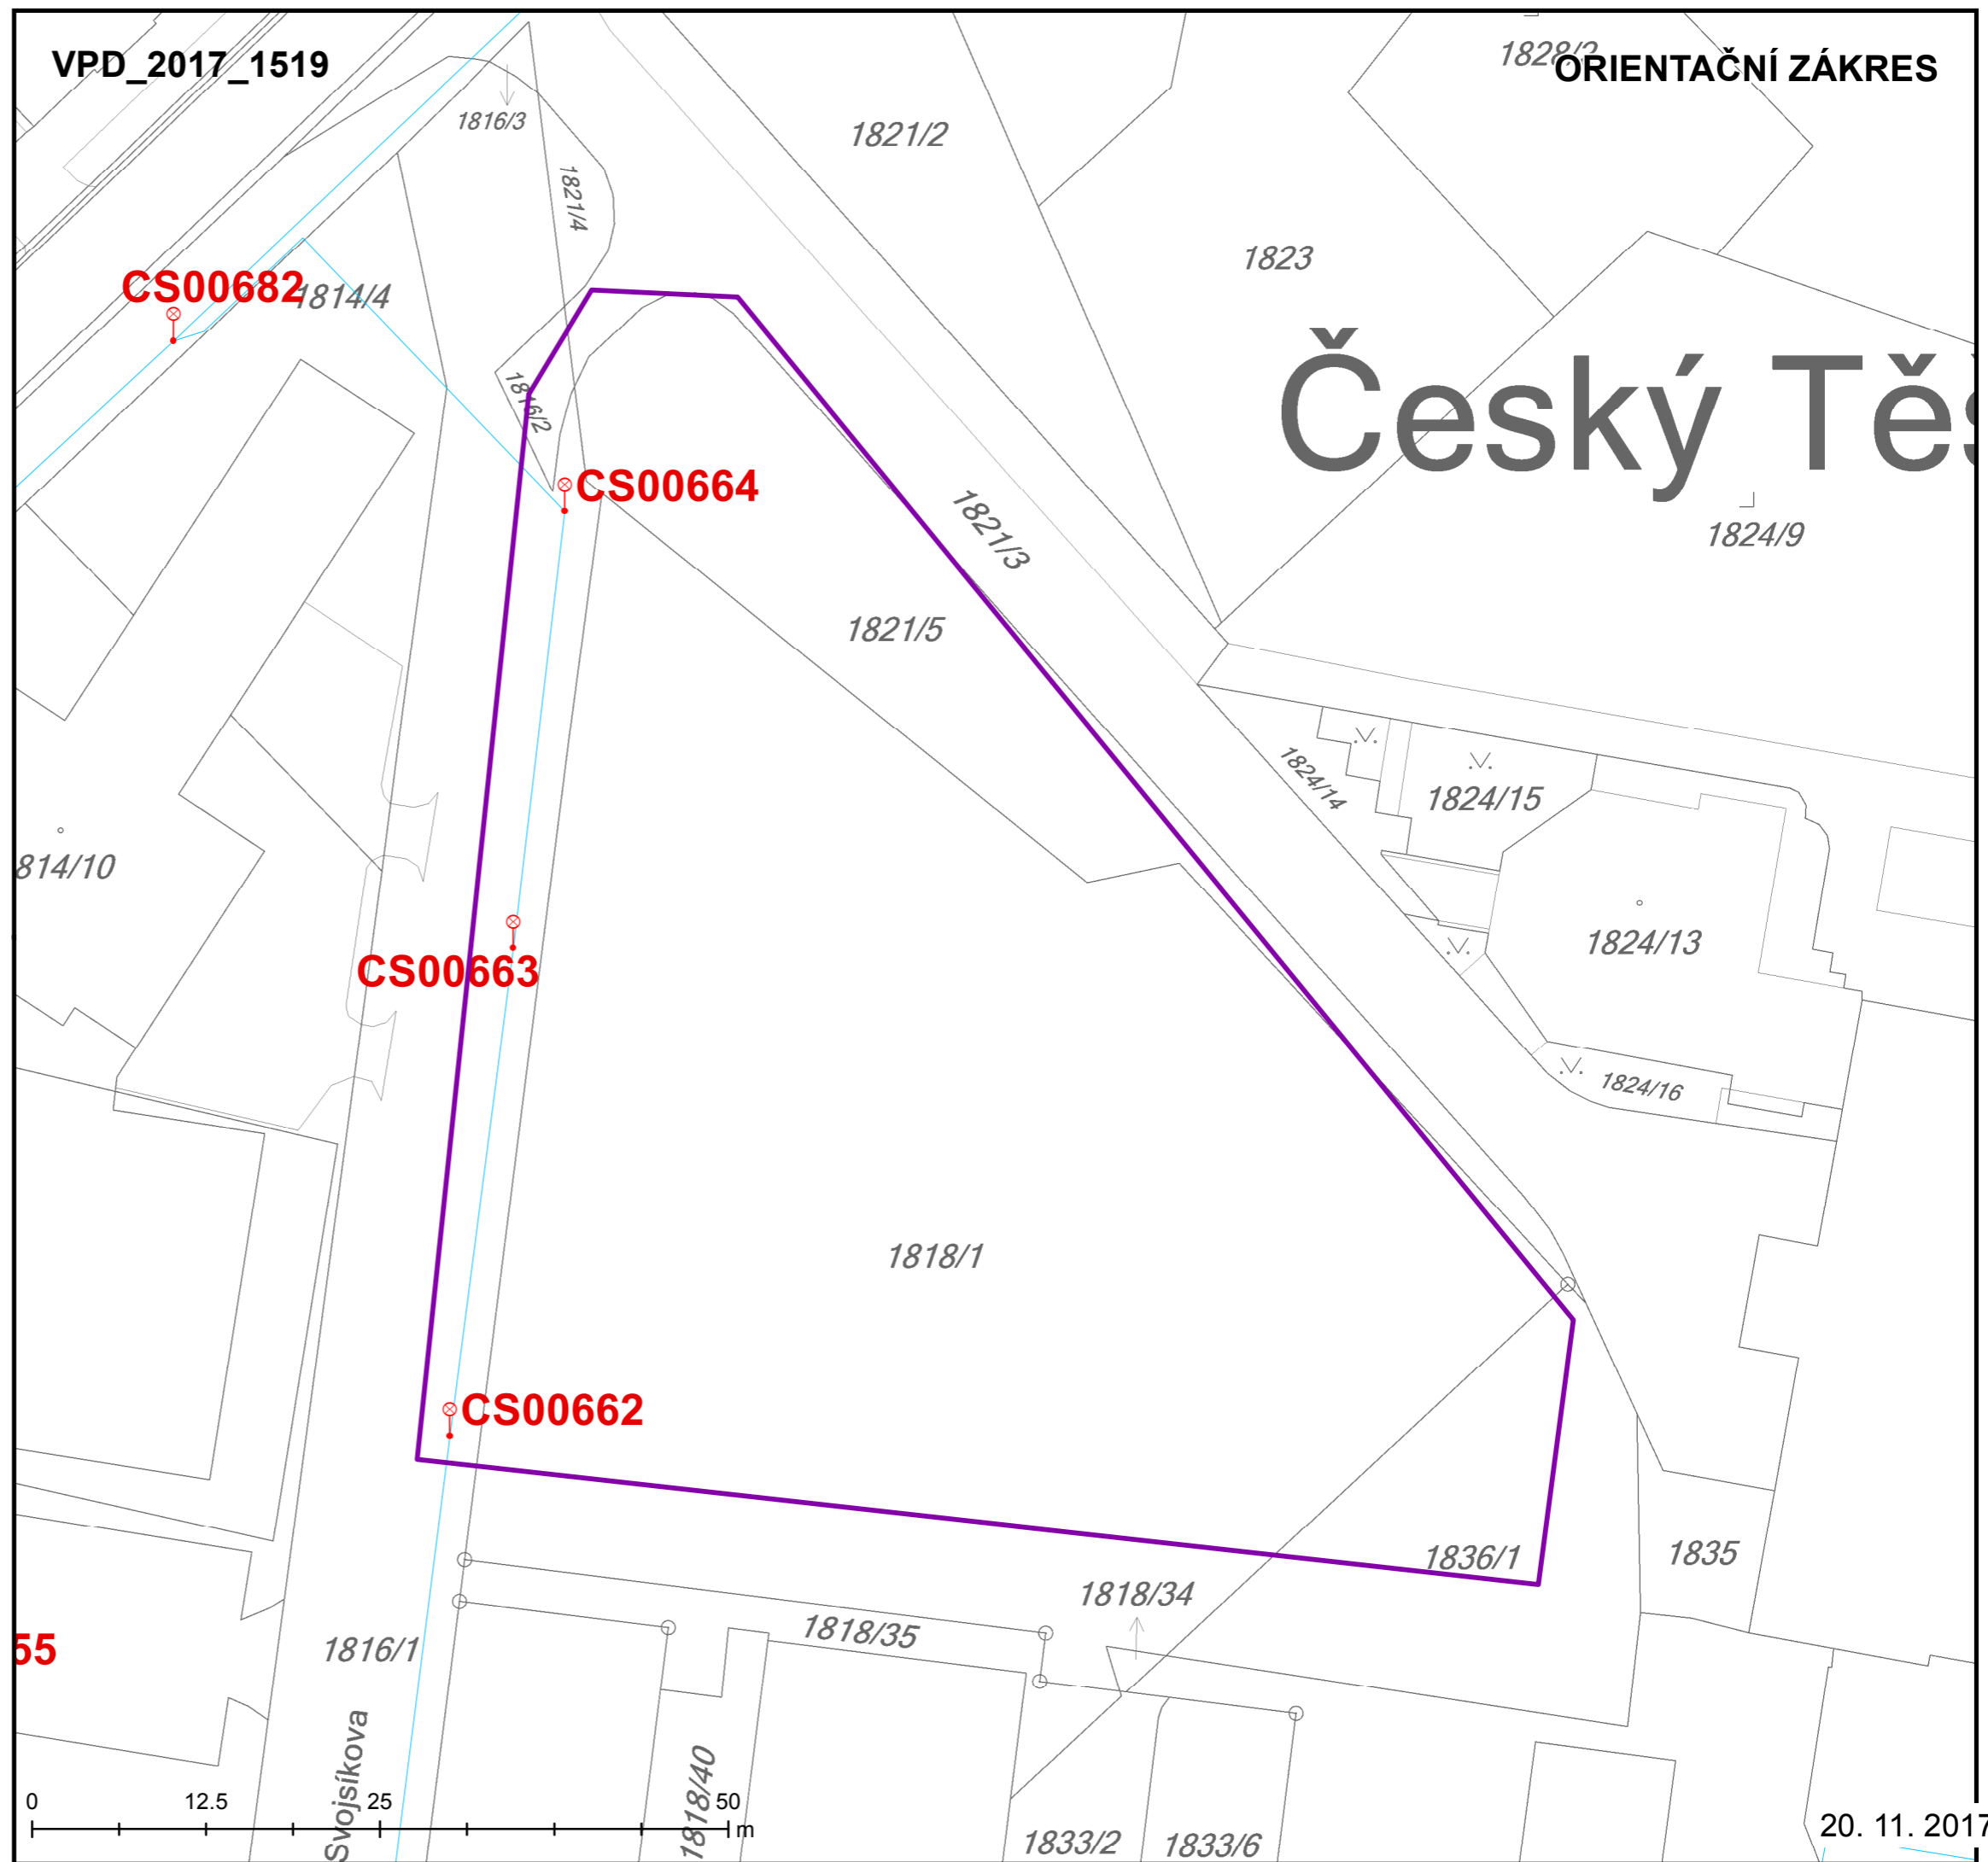 VPD_2017_1519
ORIENTAČNÍ ZÁKRES
1828/2
1816/3
1821/2
1821/4
1823
CS00682
1814/4
Český Těš
1816/2
CS00664
1821/3
1824/9
1821/5
1824/14
1824/15
814/10
1824/13
CS00663
1824/16
1818/1
CS00662
1836/1
1835
1818/34
1818/35
55
1816/1
Svojsíkova
1818/40
0 12.5 25 50 m
1833/2
1833/6
20. 11. 2017